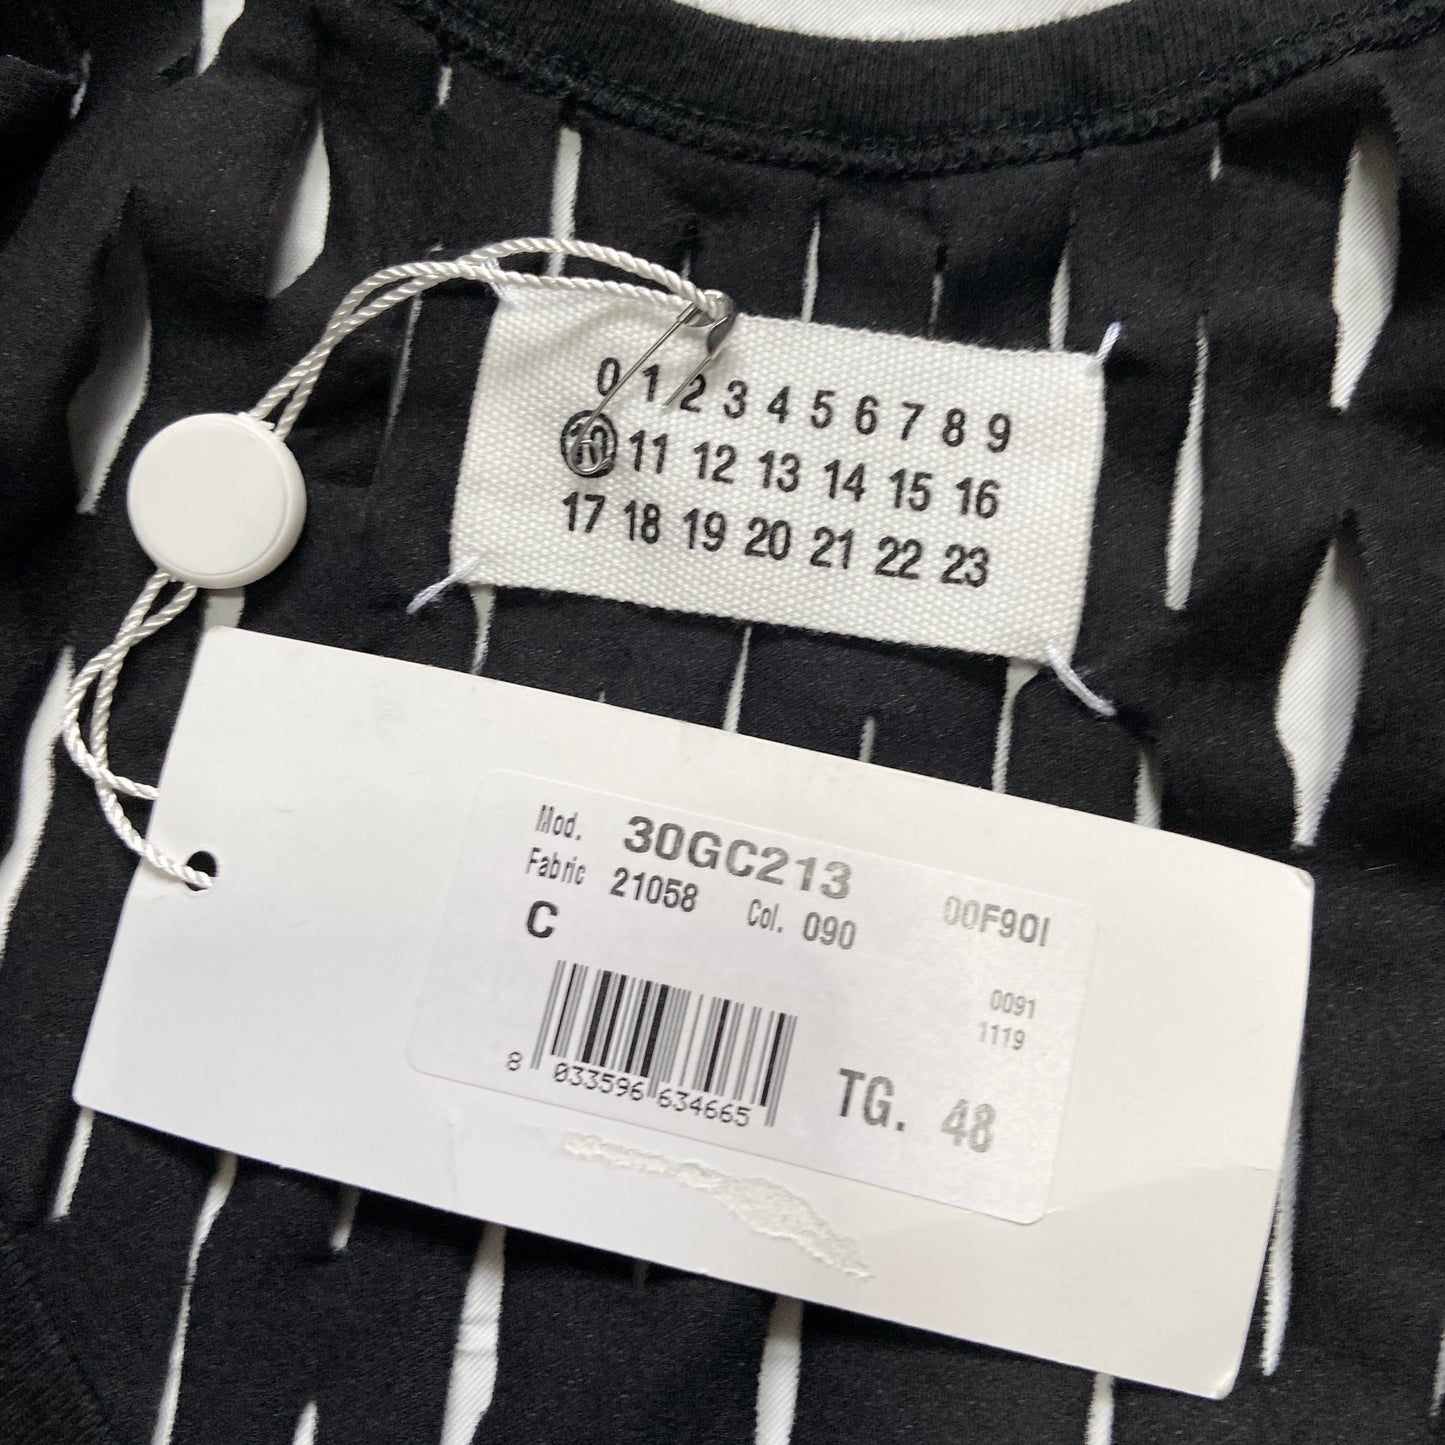 0 1 2 3 4 5 6 7 8 9
10 11 12 13 14 15 16
17 18 19 20 21 22 23
Mod. 30GC213 00F90I
Fabric 21058 Col. 090
C
0091
1119
8 033596 634665
TG. 48